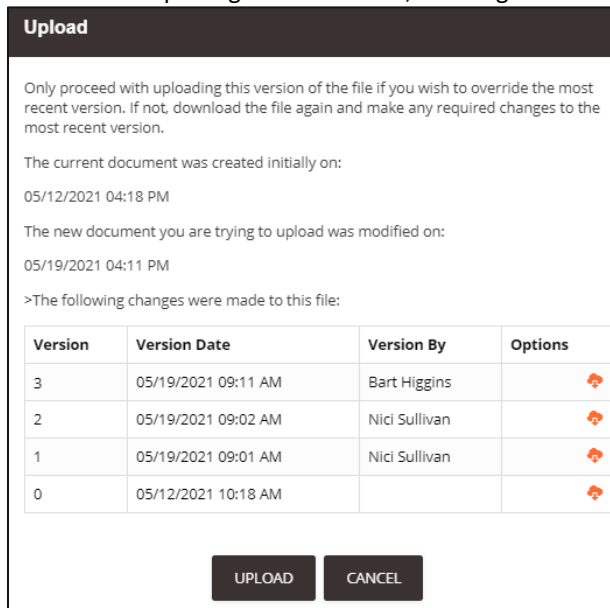 Upload
Only proceed with uploading this version of the file if you wish to override the most
recent version. If not, download the file again and make any required changes to the
most recent version.
The current document was created initially on:
05/12/2021 04:18 PM
The new document you are trying to upload was modified on:
05/19/2021 04:11 PM
>The following changes were made to this file:
Version Version Date Version By Options
3 05/19/2021 09:11 AM Bart Higgins
2 05/19/2021 09:02 AM Nici Sullivan
1 05/19/2021 09:01 AM Nici Sullivan
0 05/12/2021 10:18 AM
UPLOAD CANCEL